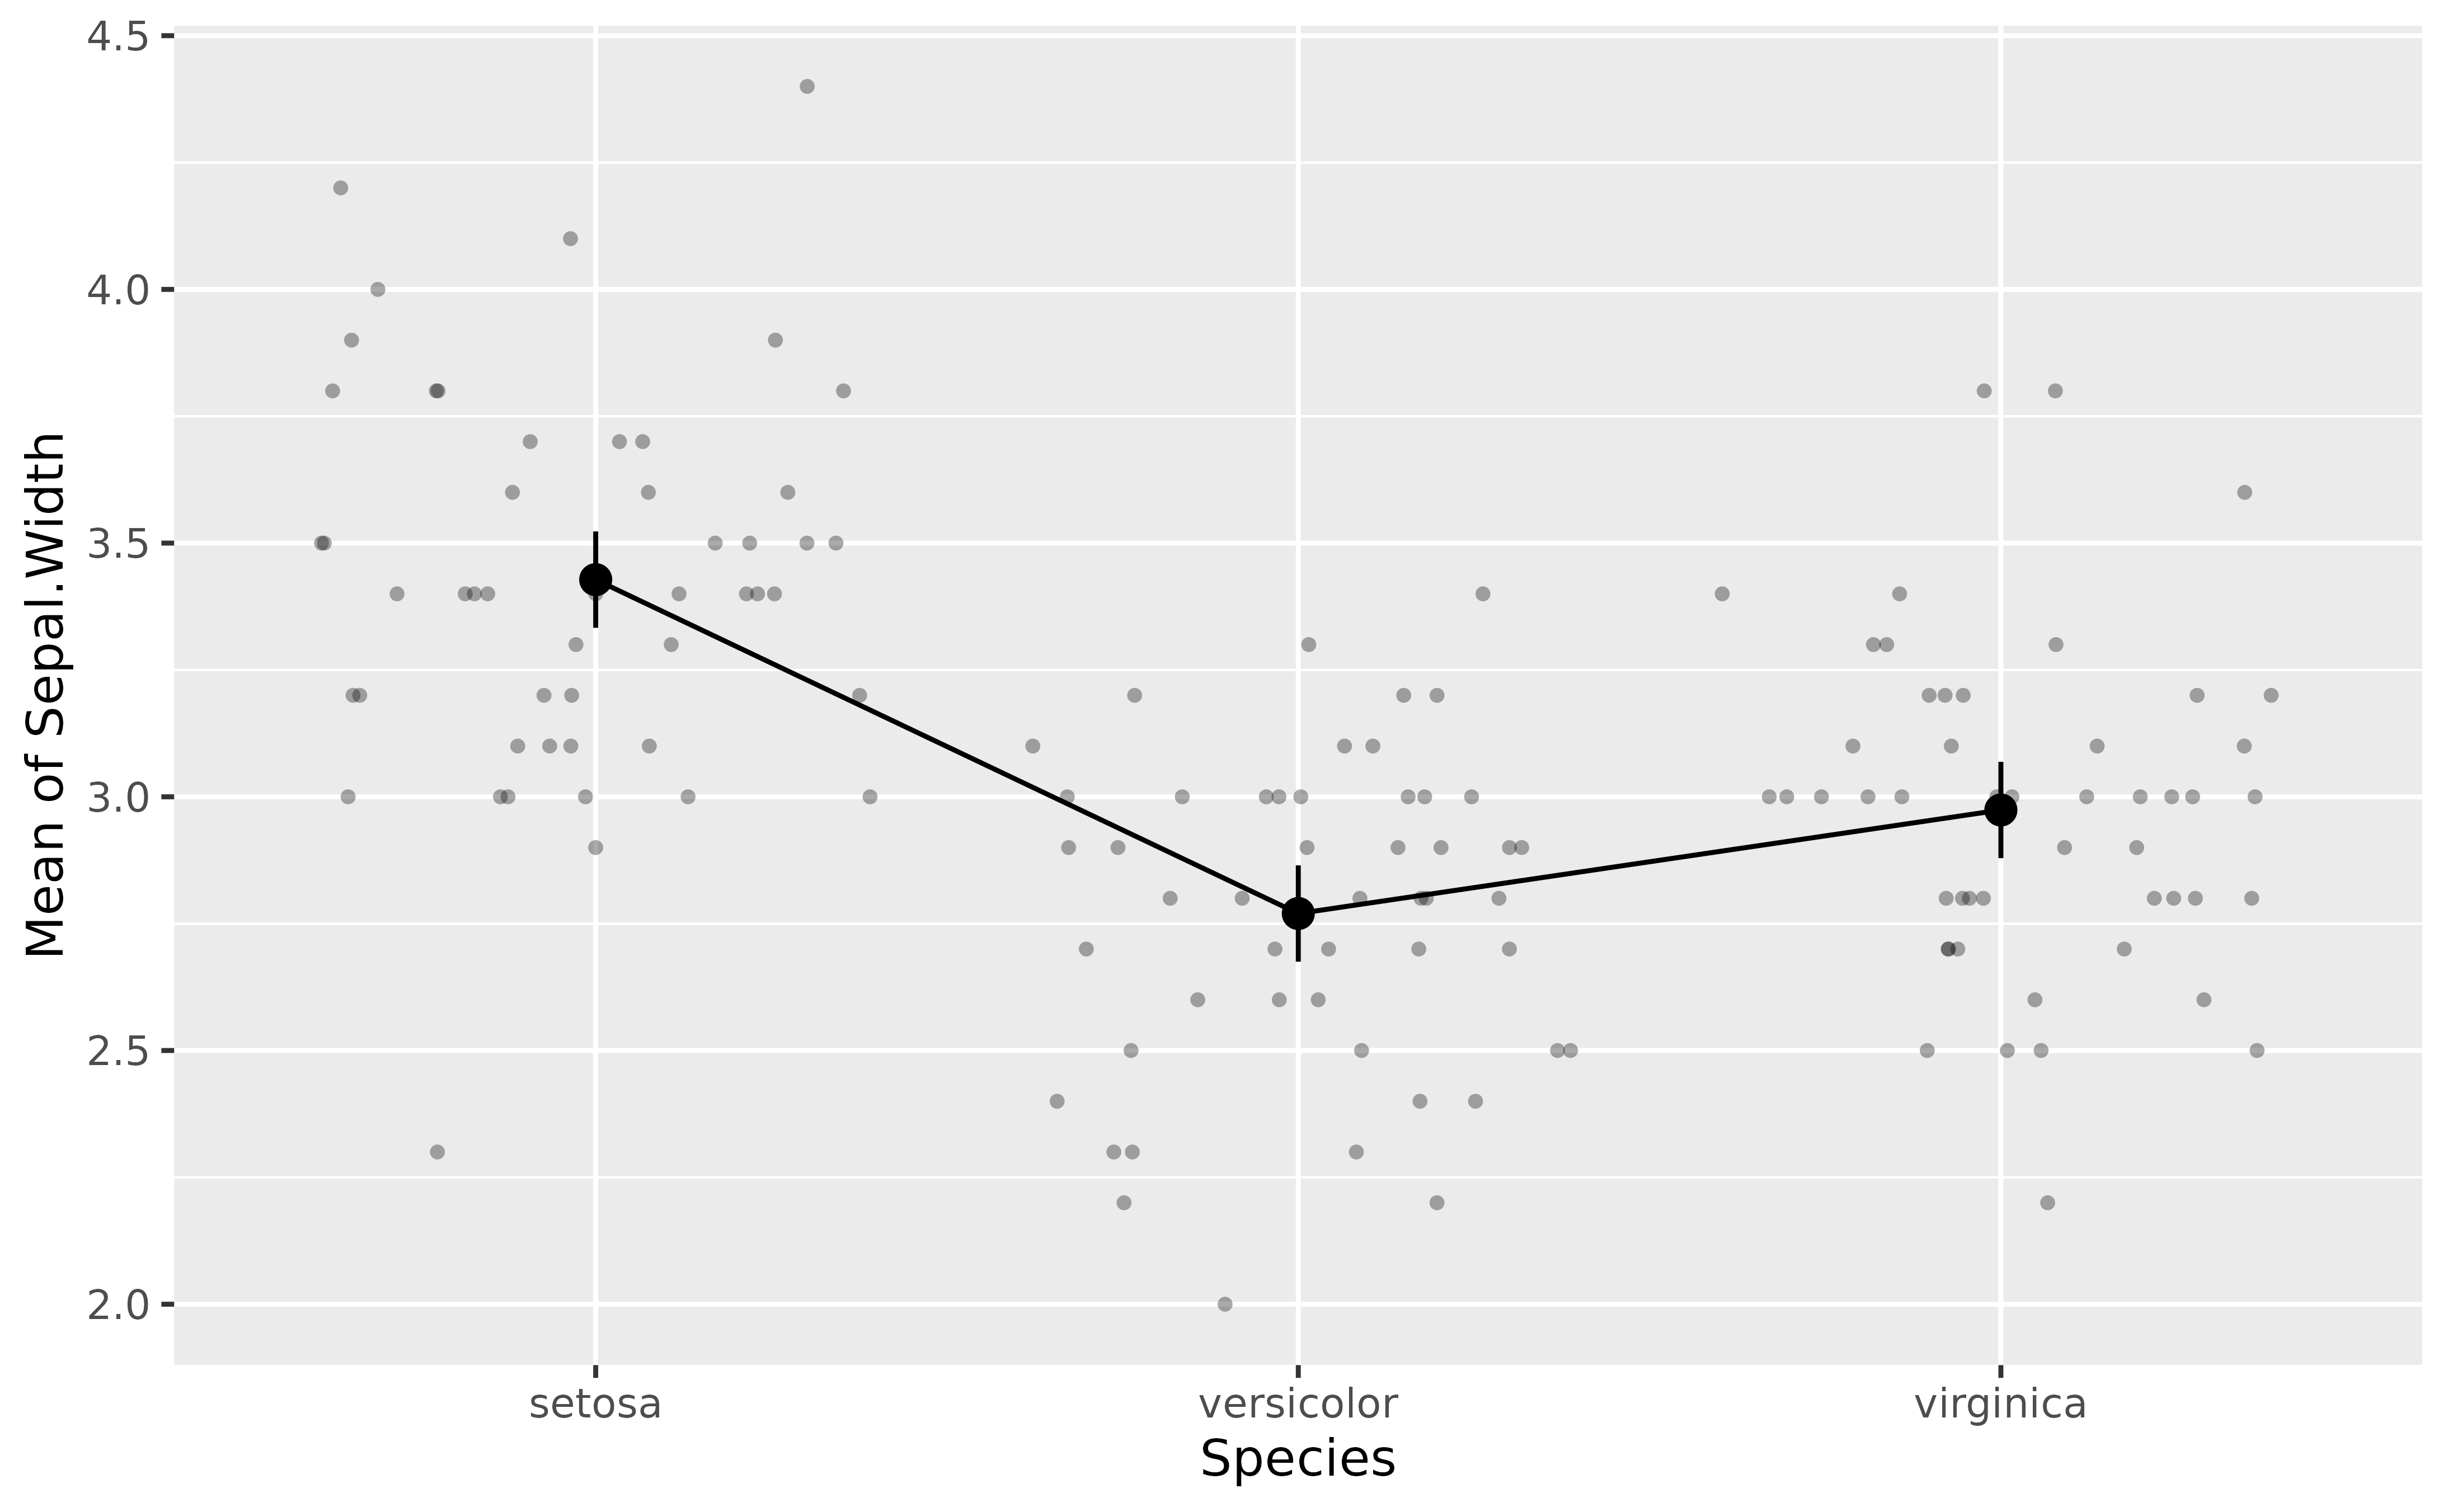 Mean of Sepal.Width
4.5
4.0
3.5
3.0
2.5
2.0
setosa versicolor virginica
Species